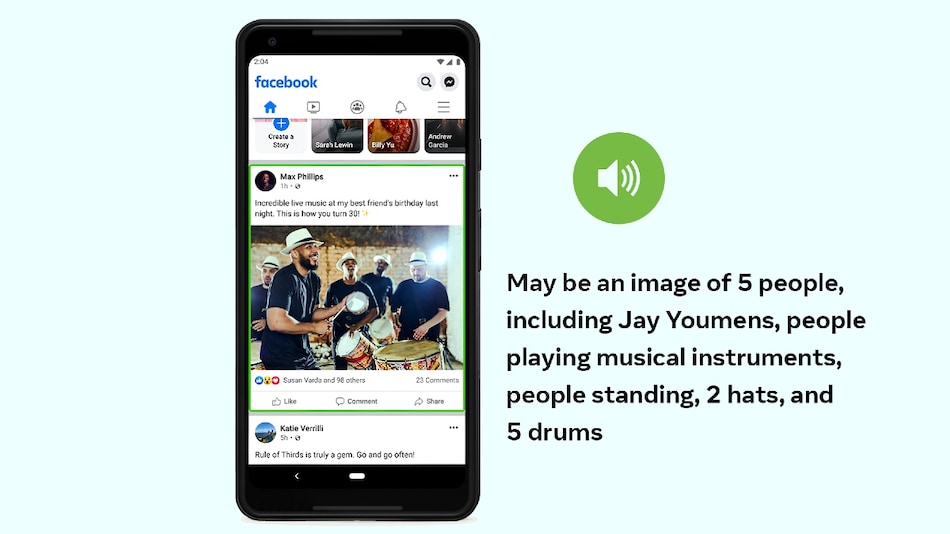 2:04
facebook
Create a
Story
Sarah Lewin
Billy Yu
Andrew
Garcia
Max Phillips
1h •
Incredible live music at my best friend's birthday last
night. This is how you turn 30! ✨
Susan Varda and 98 others
23 Comments
Like
Comment
Share
Katie Verrilli
5h •
Rule of Thirds is truly a gem. Go and go often!
May be an image of 5 people,
including Jay Youmens, people
playing musical instruments,
people standing, 2 hats, and
5 drums